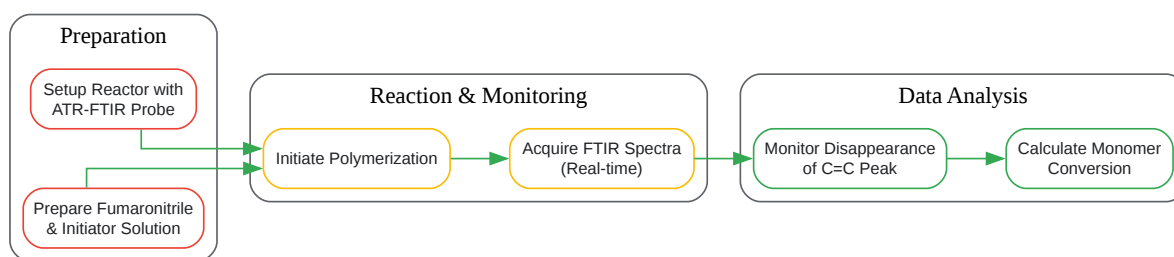 Preparation
Setup Reactor with
ATR-FTIR Probe
Prepare Fumaronitrile
& Initiator Solution
Reaction & Monitoring
Initiate Polymerization
Acquire FTIR Spectra
(Real-time)
Data Analysis
Monitor Disappearance
of C=C Peak
Calculate Monomer
Conversion